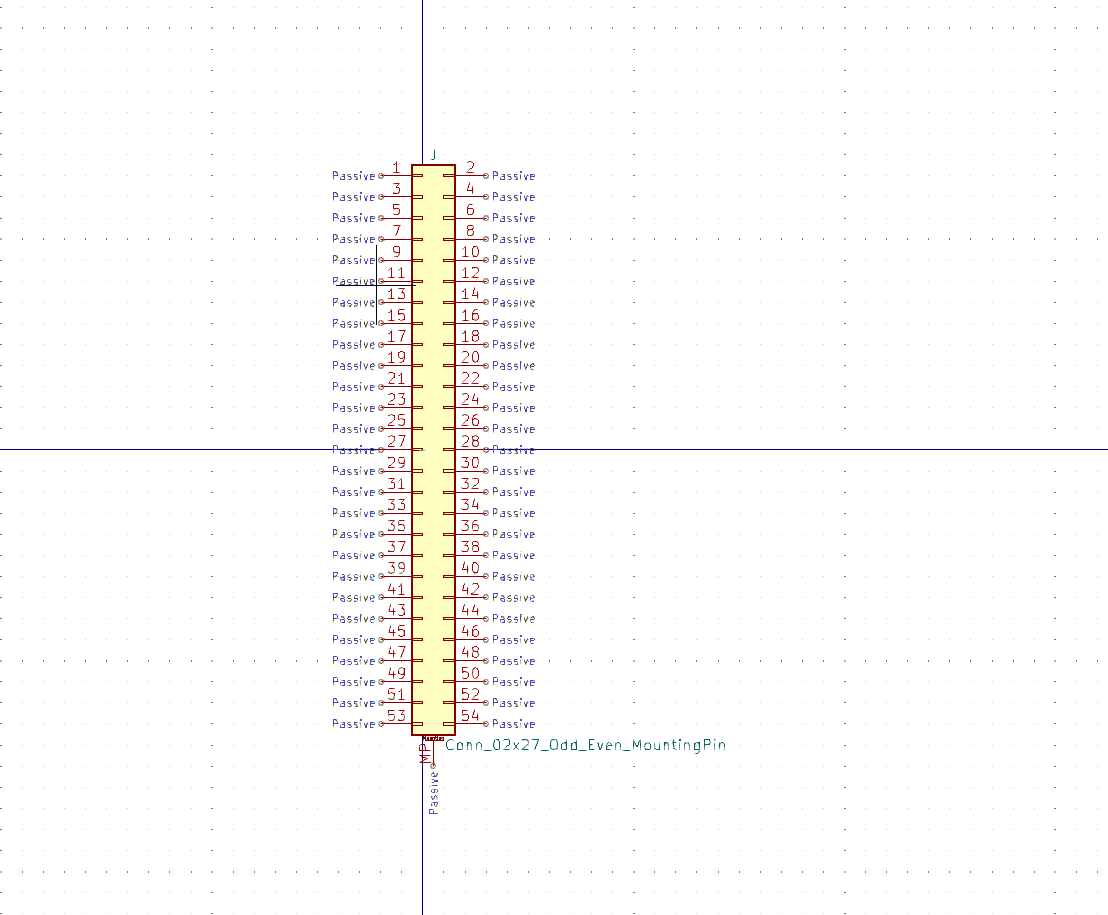 J
Passive 1 2 Passive
Passive 3 4 Passive
Passive 5 6 Passive
Passive 7 8 Passive
Passive 9 10 Passive
Passive 11 12 Passive
Passive 13 14 Passive
Passive 15 16 Passive
Passive 17 18 Passive
Passive 19 20 Passive
Passive 21 22 Passive
Passive 23 24 Passive
Passive 25 26 Passive
Passive 27 28 Passive
Passive 29 30 Passive
Passive 31 32 Passive
Passive 33 34 Passive
Passive 35 36 Passive
Passive 37 38 Passive
Passive 39 40 Passive
Passive 41 42 Passive
Passive 43 44 Passive
Passive 45 46 Passive
Passive 47 48 Passive
Passive 49 50 Passive
Passive 51 52 Passive
Passive 53 54 Passive
Conn_02x27_Odd_Even_MountingPin
MP
Passive